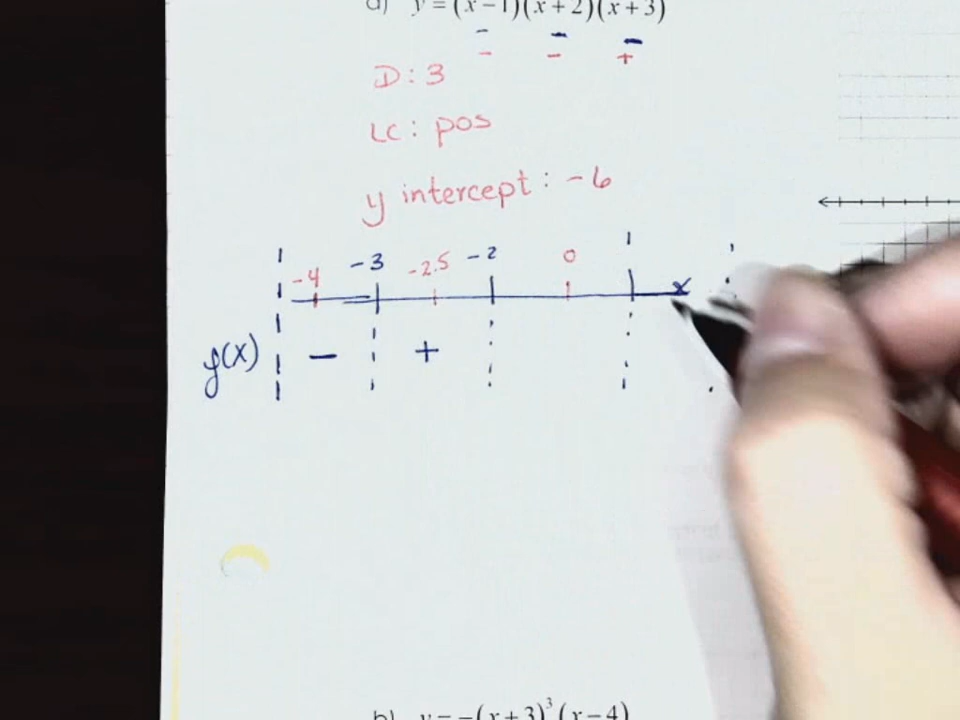 a) y = (x − 1)(x + 2)(x + 3)
− − −
− − +
D: 3
LC: pos
y intercept: -6
-4 -3 -2.5 -2 0 x
f(x) − +
b) y = −(x + 3)³(x − 4)